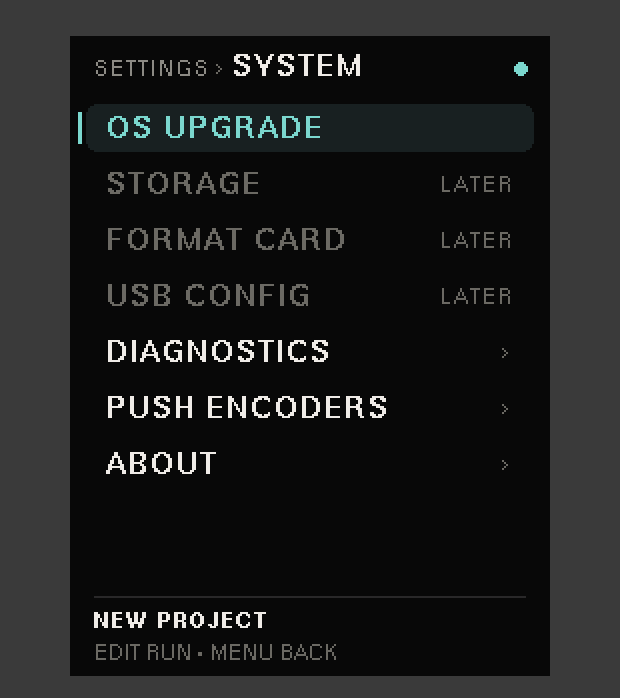 SETTINGS › SYSTEM
OS UPGRADE
STORAGE LATER
FORMAT CARD LATER
USB CONFIG LATER
DIAGNOSTICS ›
PUSH ENCODERS ›
ABOUT ›
NEW PROJECT
EDIT RUN • MENU BACK